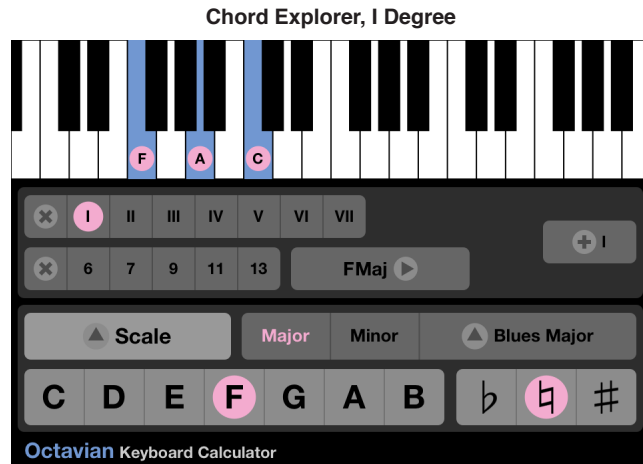 Chord Explorer, I Degree
F A C
I II III IV V VI VII
I
6 7 9 11 13 FMaj
Scale Major Minor Blues Major
C D E F G A B ♭ ♮ ♯
Octavian Keyboard Calculator